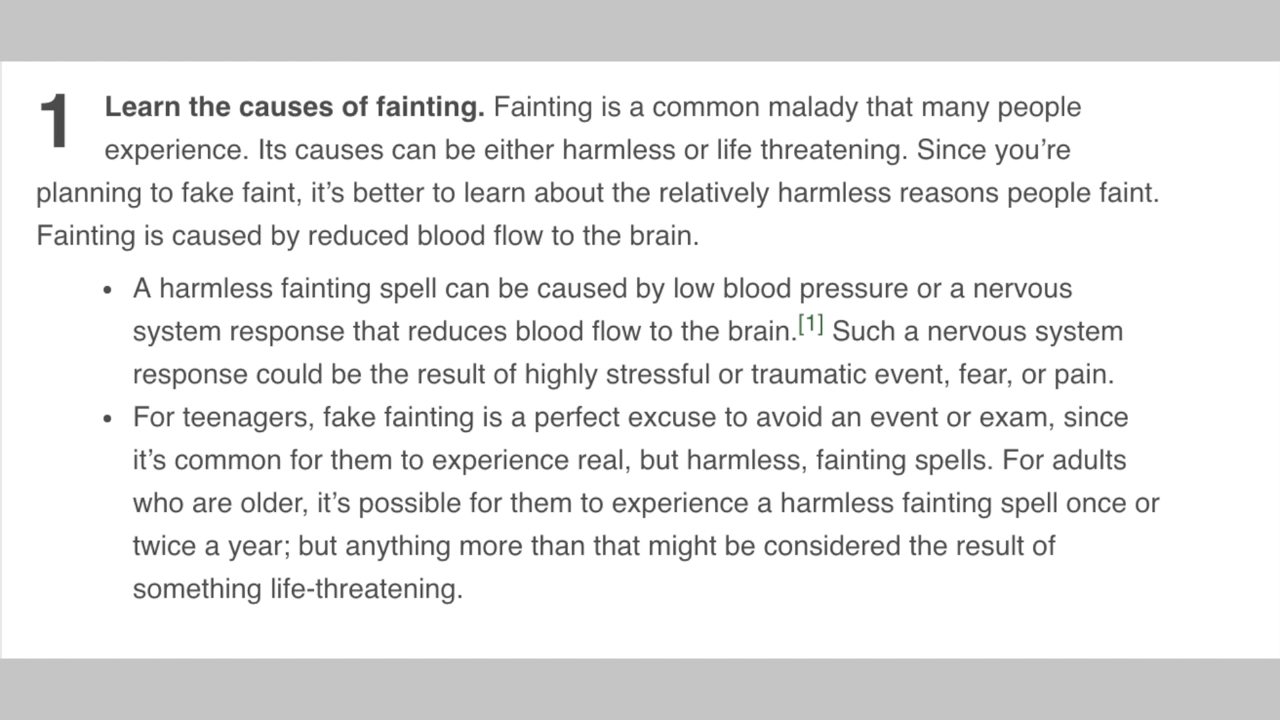 1 Learn the causes of fainting. Fainting is a common malady that many people
experience. Its causes can be either harmless or life threatening. Since you’re
planning to fake faint, it’s better to learn about the relatively harmless reasons people faint.
Fainting is caused by reduced blood flow to the brain.
• A harmless fainting spell can be caused by low blood pressure or a nervous
system response that reduces blood flow to the brain.[1] Such a nervous system
response could be the result of highly stressful or traumatic event, fear, or pain.
• For teenagers, fake fainting is a perfect excuse to avoid an event or exam, since
it’s common for them to experience real, but harmless, fainting spells. For adults
who are older, it’s possible for them to experience a harmless fainting spell once or
twice a year; but anything more than that might be considered the result of
something life-threatening.